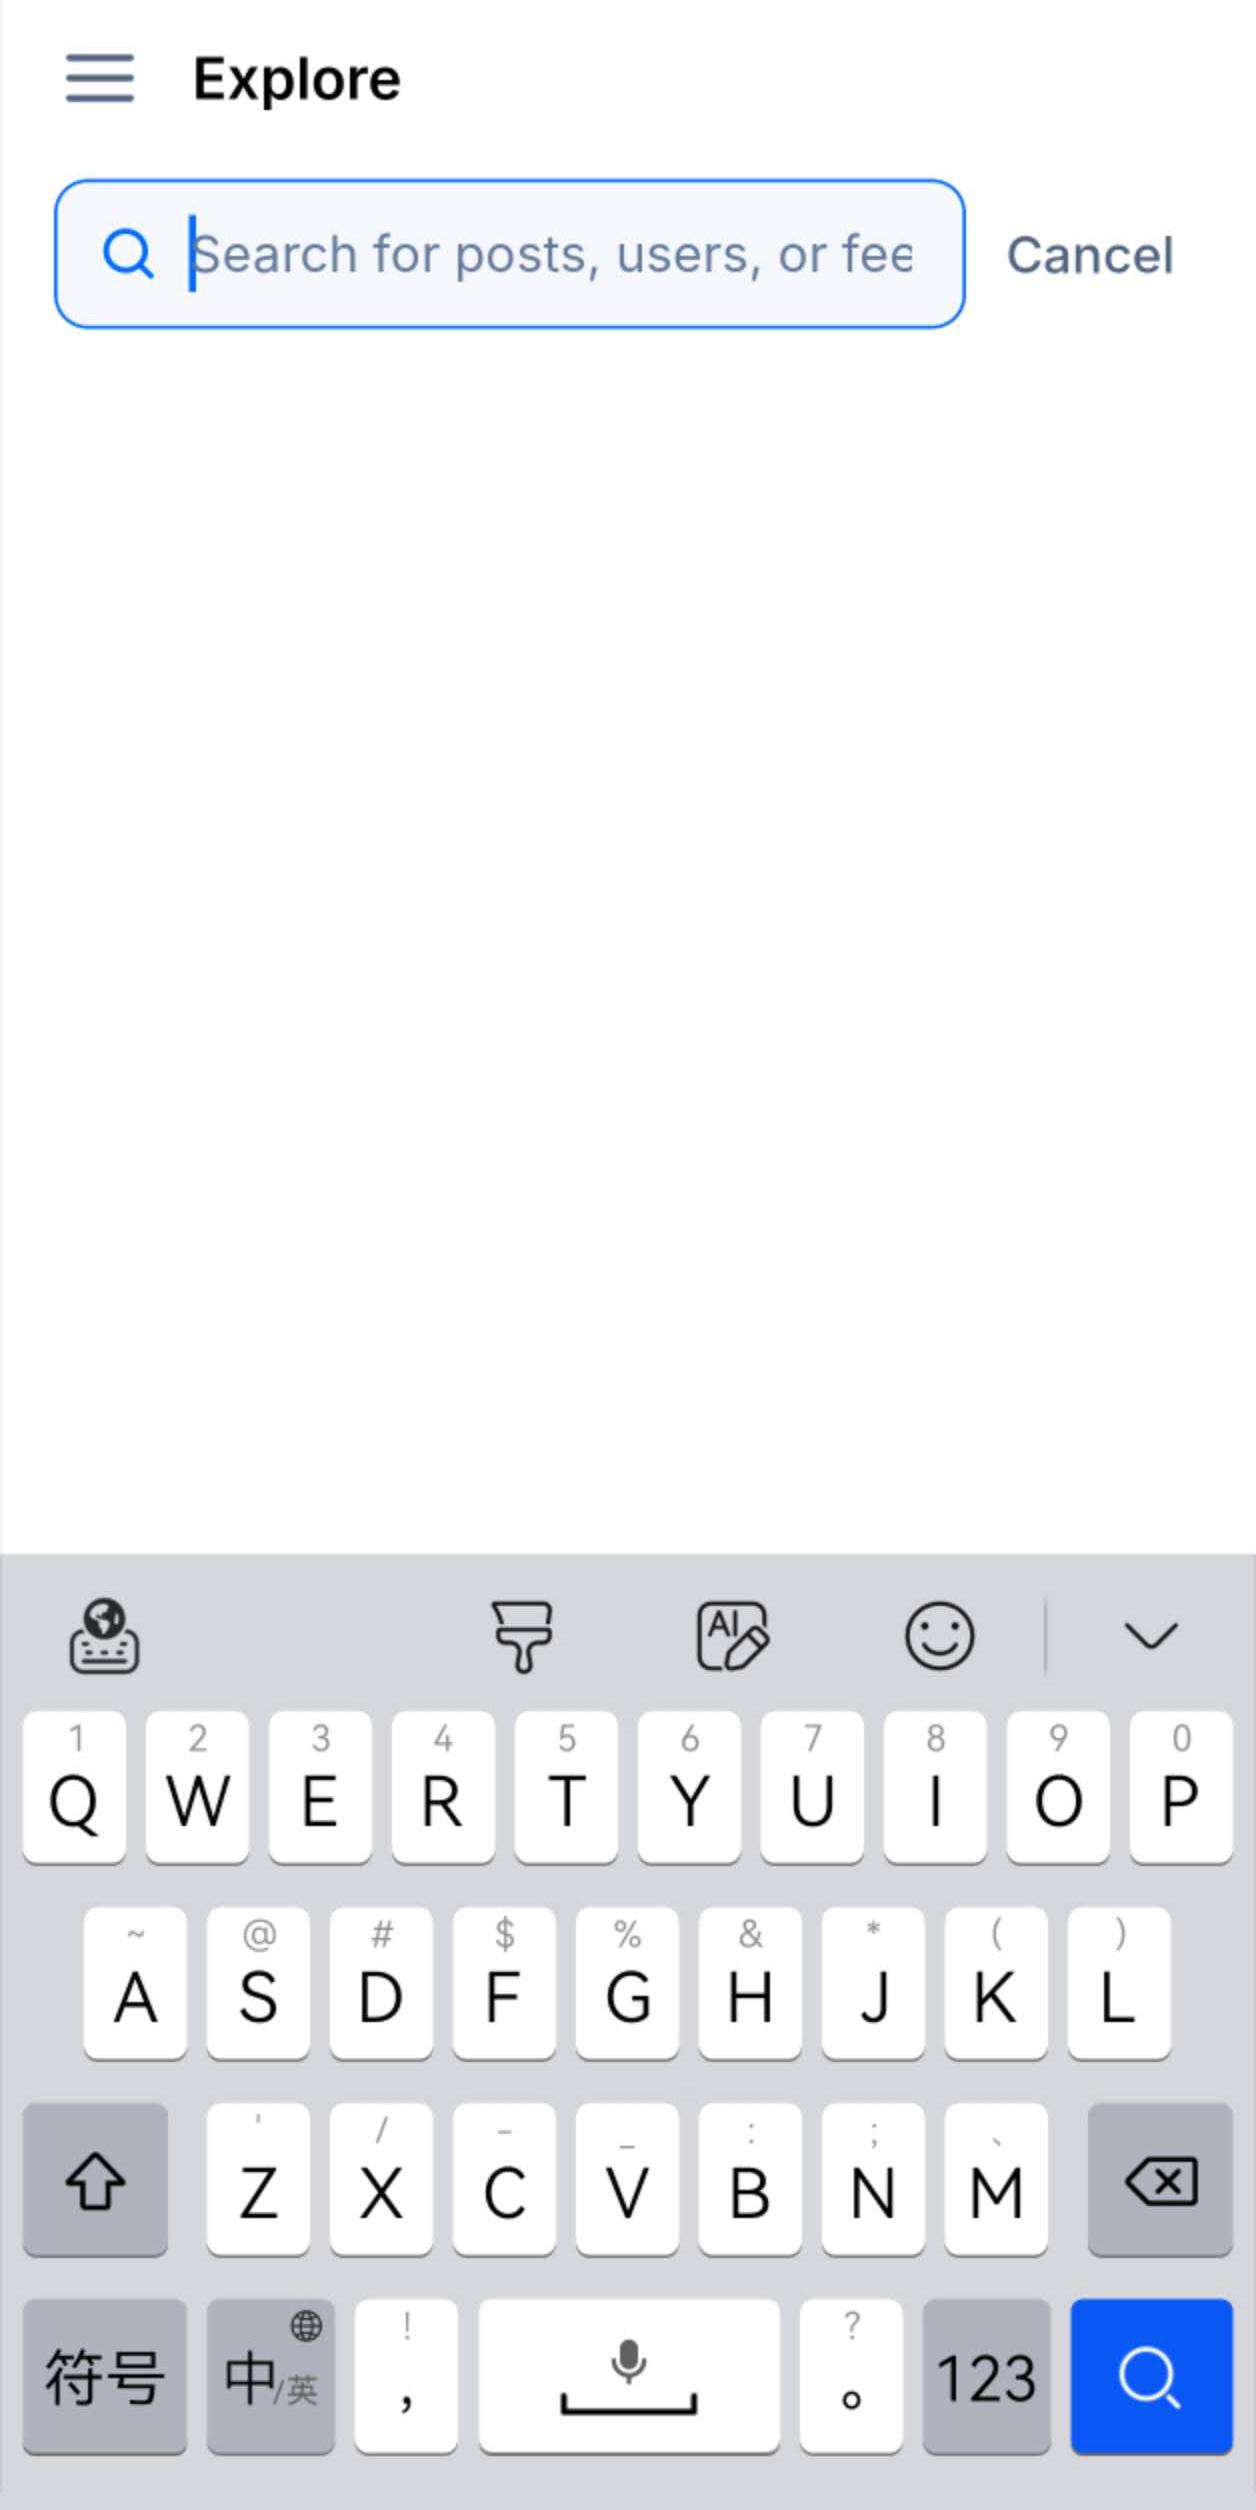 Explore
Search for posts, users, or fee
Cancel
AI
1 2 3 4 5 6 7 8 9 0
Q W E R T Y U I O P
~ @ # $ % & * ( )
A S D F G H J K L
' / - _ : ; 、
Z X C V B N M
! ?
符号 中/英 , 。 123